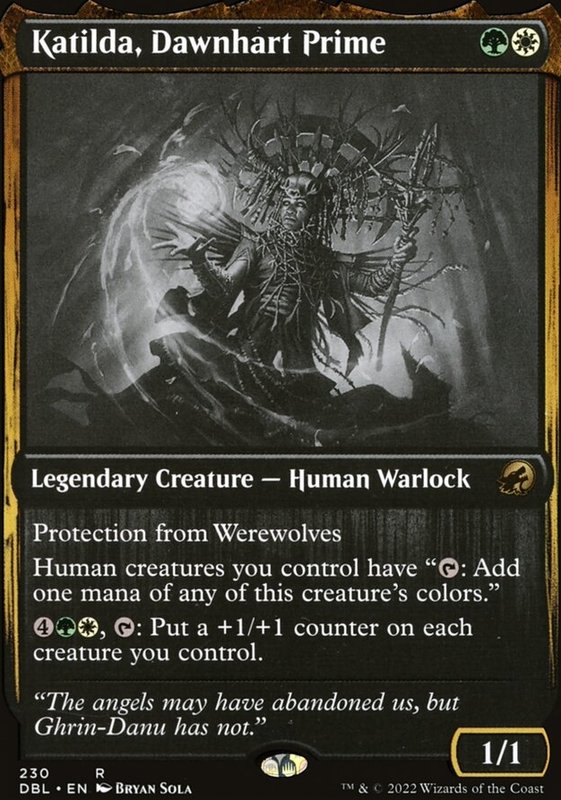 Katilda, Dawnhart Prime
Legendary Creature — Human Warlock
Protection from Werewolves
Human creatures you control have “: Add
one mana of any of this creature’s colors.”
4, : Put a +1/+1 counter on each
creature you control.
“The angels may have abandoned us, but
Ghrin-Danu has not.”
1/1
230 R
DBL • EN Bryan Sola
™ & © 2022 Wizards of the Coast